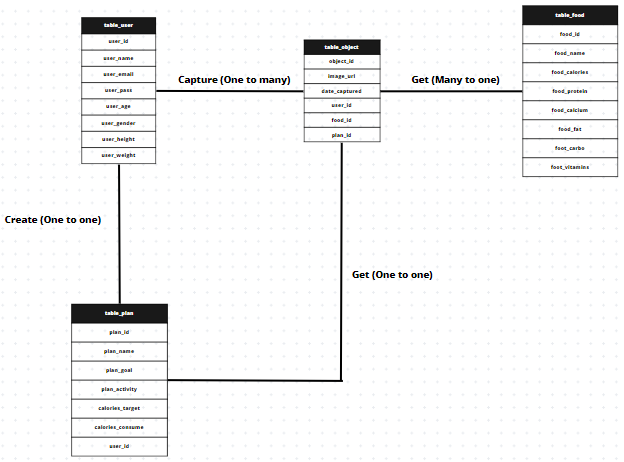 table_user
user_id
user_name
user_email
user_pass
user_age
user_gender
user_height
user_weight
Capture (One to many)
table_object
object_id
image_url
date_captured
user_id
food_id
plan_id
Get (Many to one)
table_food
food_id
food_name
food_calories
food_protein
food_calcium
food_fat
foot_carbo
foot_vitamins
Create (One to one)
Get (One to one)
table_plan
plan_id
plan_name
plan_goal
plan_activity
calories_target
calories_consume
user_id